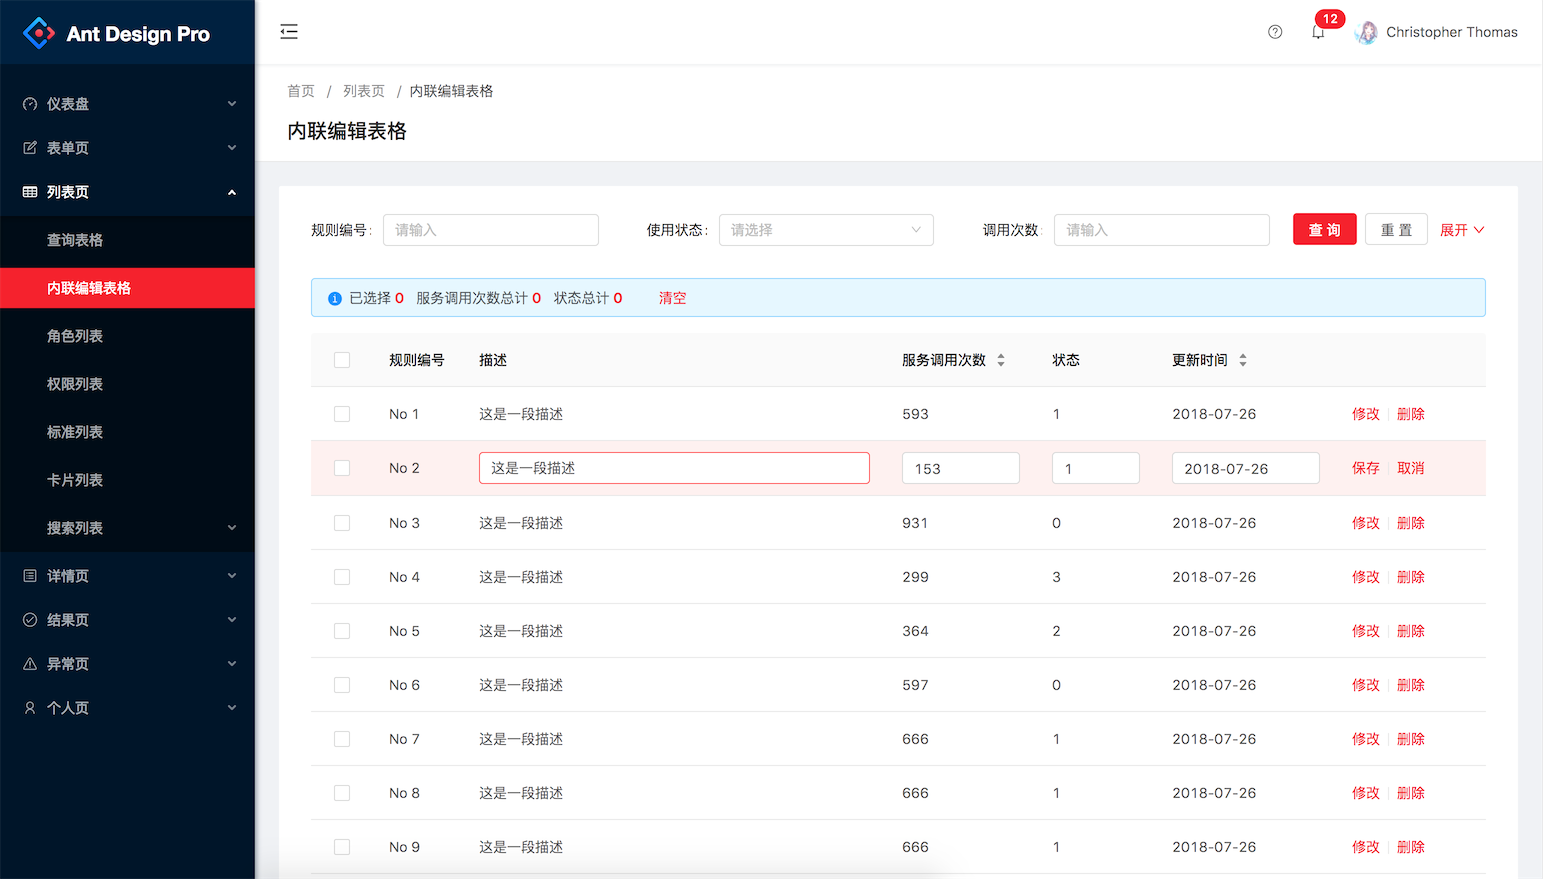 Ant Design Pro
12
Christopher Thomas
仪表盘
表单页
列表页
查询表格
内联编辑表格
角色列表
权限列表
标准列表
卡片列表
搜索列表
详情页
结果页
异常页
个人页
首页 / 列表页 / 内联编辑表格
内联编辑表格
规则编号: 请输入 使用状态: 请选择 调用次数: 请输入 查 询 重 置 展开
已选择 0 服务调用次数总计 0 状态总计 0 清空
规则编号 描述 服务调用次数 状态 更新时间
No 1 这是一段描述 593 1 2018-07-26 修改 删除
No 2 这是一段描述 153 1 2018-07-26 保存 取消
No 3 这是一段描述 931 0 2018-07-26 修改 删除
No 4 这是一段描述 299 3 2018-07-26 修改 删除
No 5 这是一段描述 364 2 2018-07-26 修改 删除
No 6 这是一段描述 597 0 2018-07-26 修改 删除
No 7 这是一段描述 666 1 2018-07-26 修改 删除
No 8 这是一段描述 666 1 2018-07-26 修改 删除
No 9 这是一段描述 666 1 2018-07-26 修改 删除